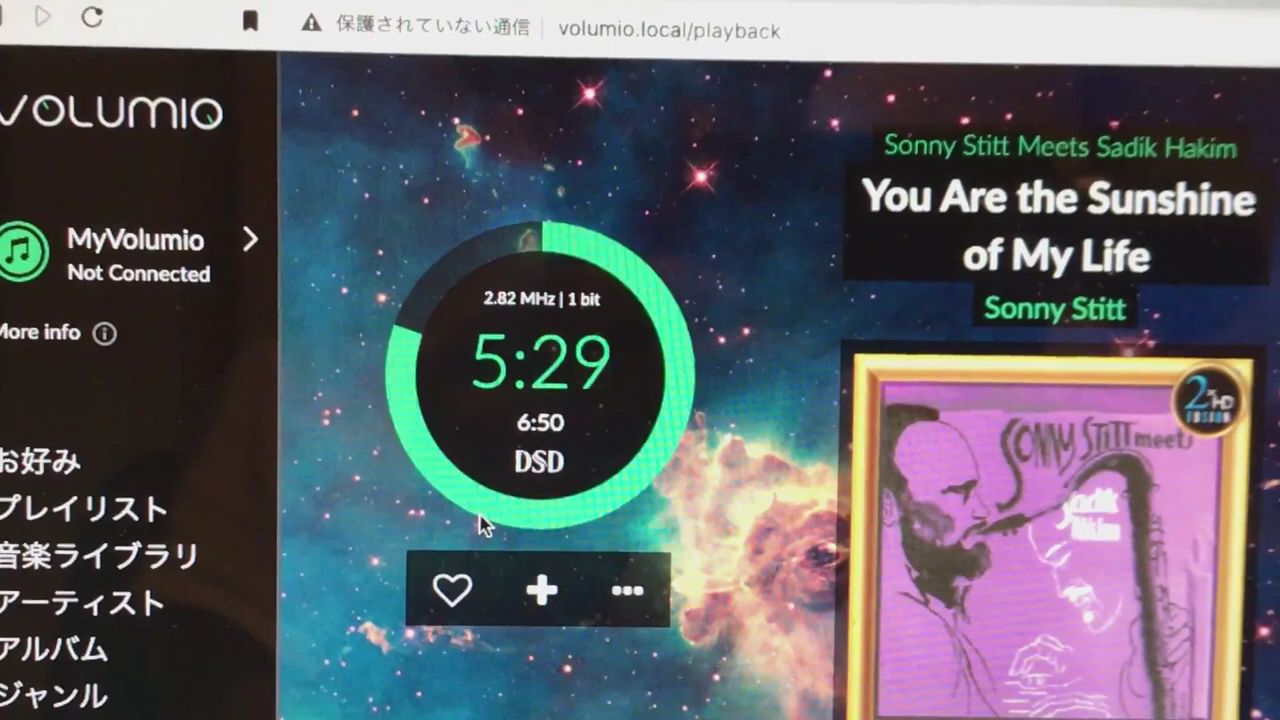 保護されていない通信 volumio.local/playback
VOLUMIO
MyVolumio
Not Connected
More info
お好み
プレイリスト
音楽ライブラリ
アーティスト
アルバム
ジャンル
2.82 MHz | 1 bit
5:29
6:50
DSD
Sonny Stitt Meets Sadik Hakim
You Are the Sunshine
of My Life
Sonny Stitt
2xHD
FUSION
SONNY STITT meets
sadik
hakim